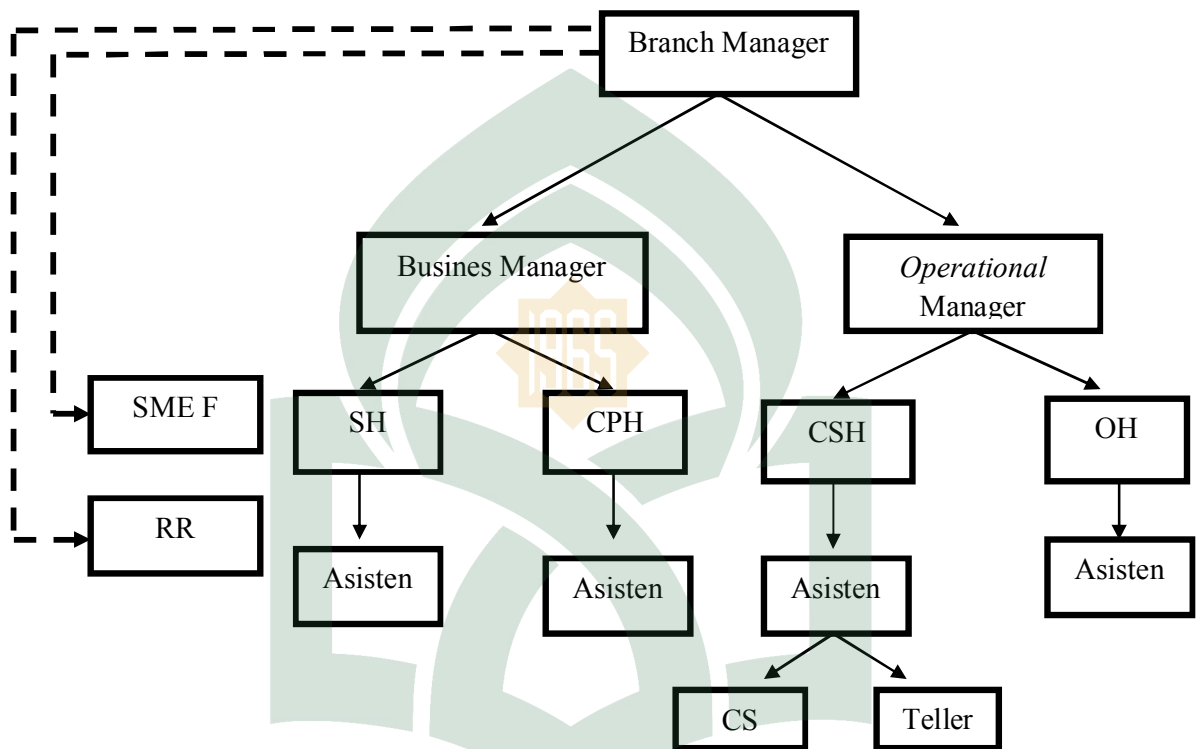 Branch Manager
Busines Manager
Operational
Manager
SME F
SH
CPH
CSH
OH
RR
Asisten
Asisten
Asisten
Asisten
CS
Teller